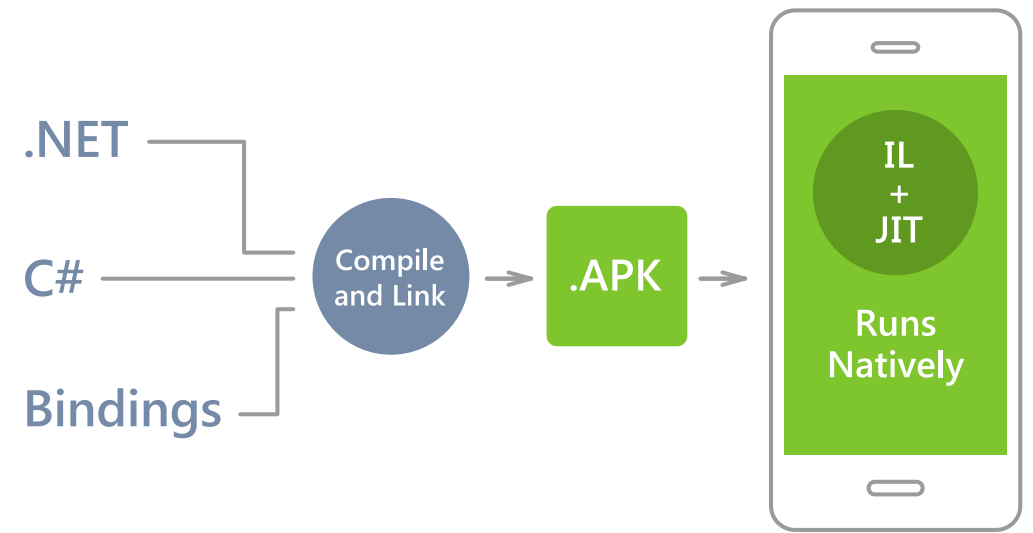 .NET
C#
Bindings
Compile
and Link
.APK
IL
+
JIT
Runs
Natively